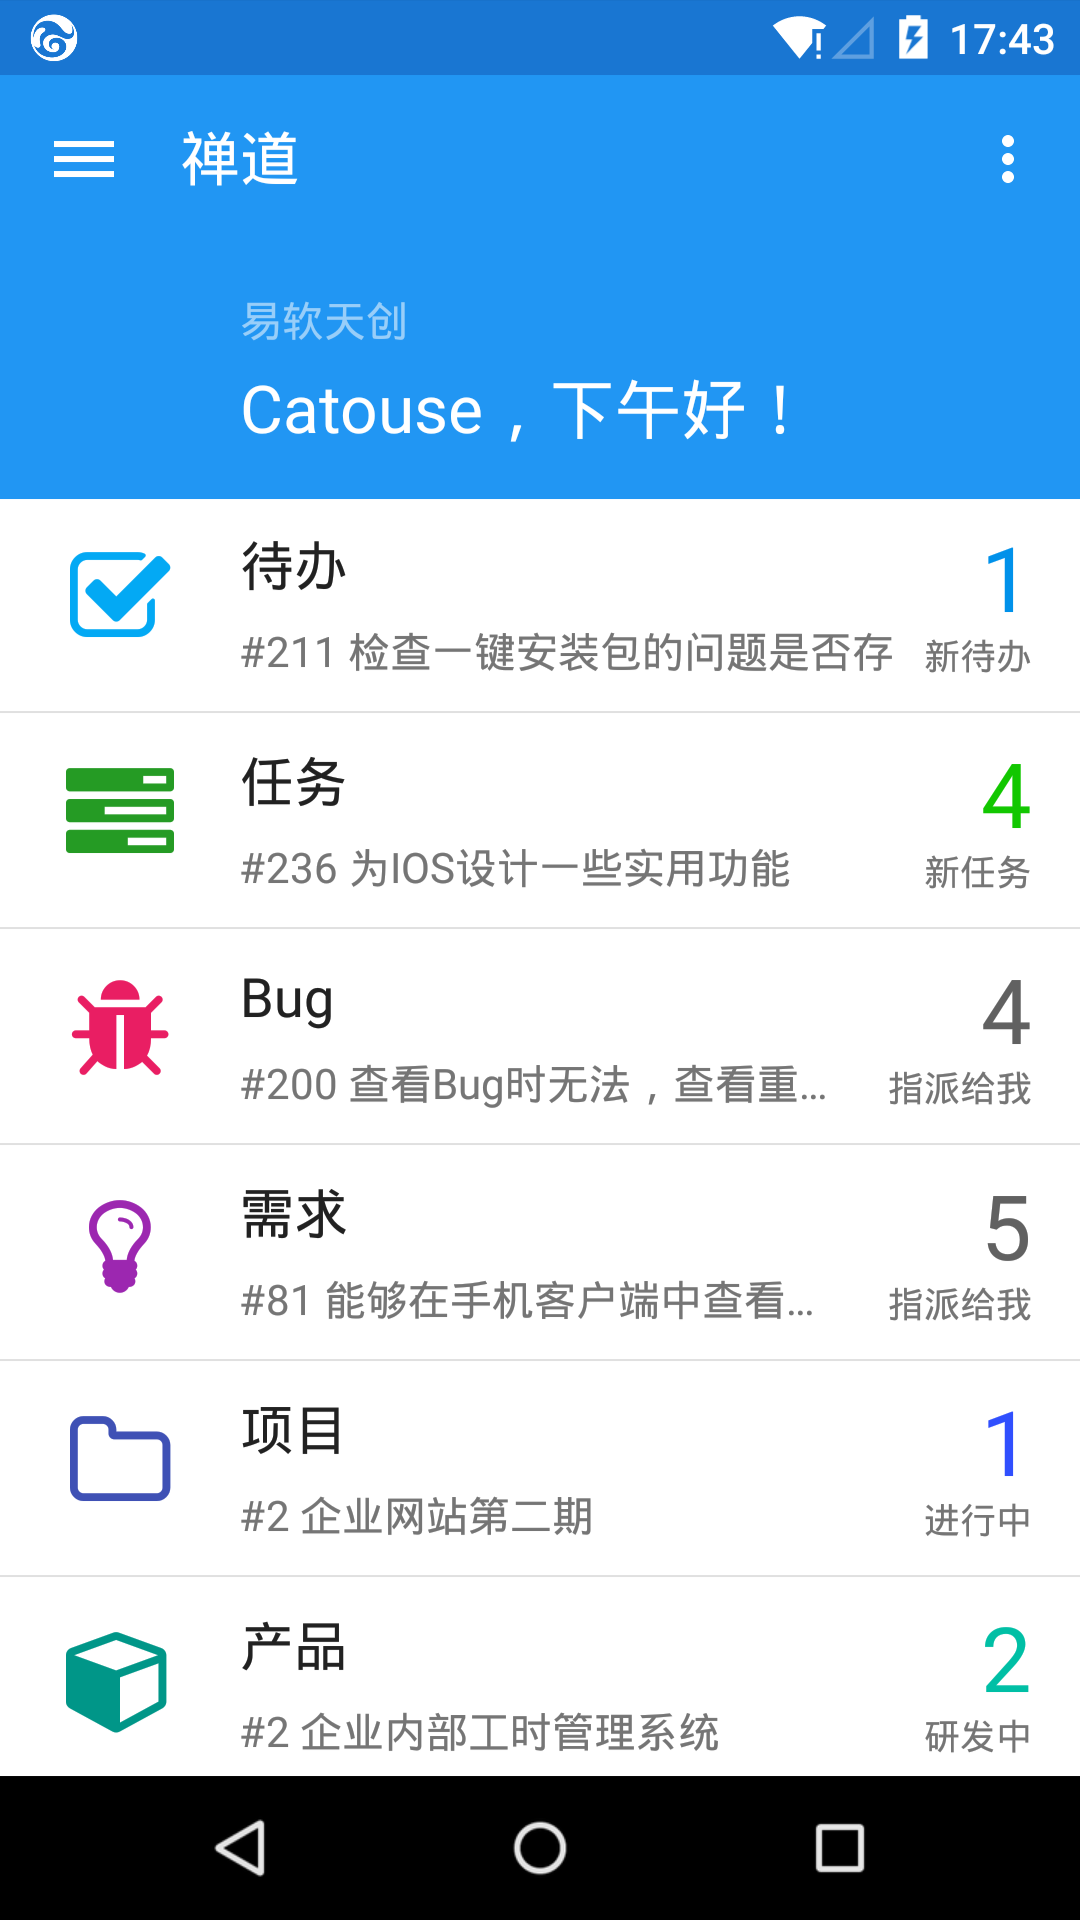 17:43
禅道
易软天创
Catouse，下午好！
待办
1
#211 检查一键安装包的问题是否存
新待办
任务
4
#236 为IOS设计一些实用功能
新任务
Bug
4
#200 查看Bug时无法，查看重...
指派给我
需求
5
#81 能够在手机客户端中查看...
指派给我
项目
1
#2 企业网站第二期
进行中
产品
2
#2 企业内部工时管理系统
研发中